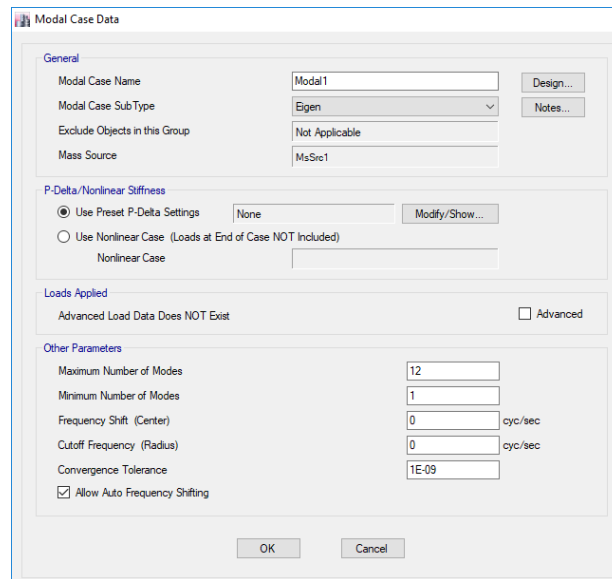 Modal Case Data
General
Modal Case Name Modal1 Design...
Modal Case SubType Eigen Notes...
Exclude Objects in this Group Not Applicable
Mass Source MsSrc1
P-Delta/Nonlinear Stiffness
Use Preset P-Delta Settings None Modify/Show...
Use Nonlinear Case (Loads at End of Case NOT Included)
Nonlinear Case
Loads Applied
Advanced Load Data Does NOT Exist Advanced
Other Parameters
Maximum Number of Modes 12
Minimum Number of Modes 1
Frequency Shift (Center) 0 cyc/sec
Cutoff Frequency (Radius) 0 cyc/sec
Convergence Tolerance 1E-09
Allow Auto Frequency Shifting
OK Cancel